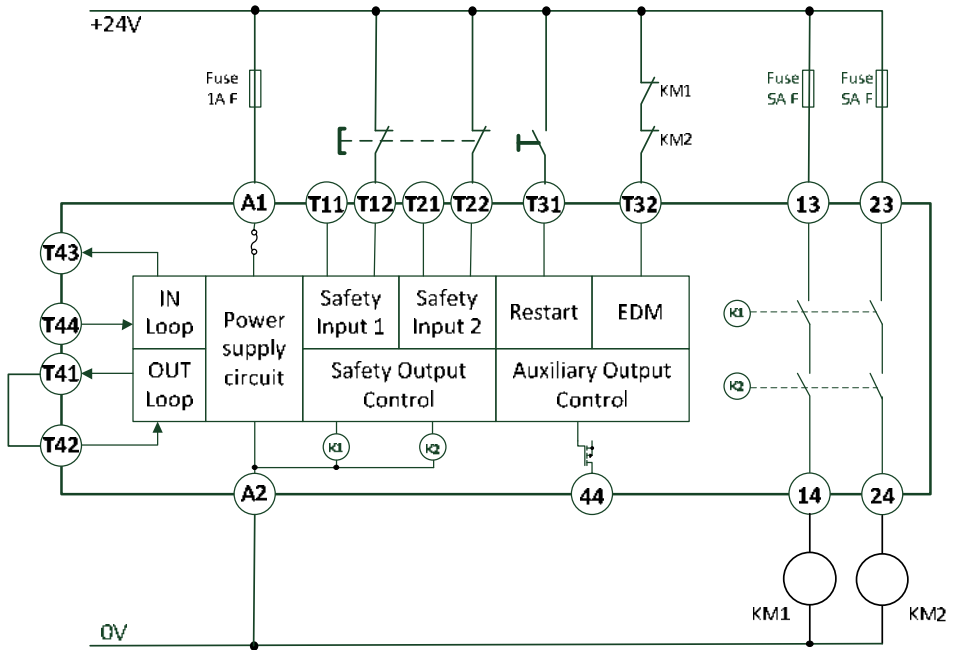 +24V
Fuse
1A F
KM1
KM2
Fuse
5A F
Fuse
5A F
A1
T11
T12
T21
T22
T31
T32
13
23
T43
T44
T41
T42
IN
Loop
OUT
Loop
Power
supply
circuit
Safety
Input 1
Safety
Input 2
Restart
EDM
Safety Output
Control
Auxiliary Output
Control
K1
K2
K1
K2
A2
44
14
24
KM1
KM2
0V